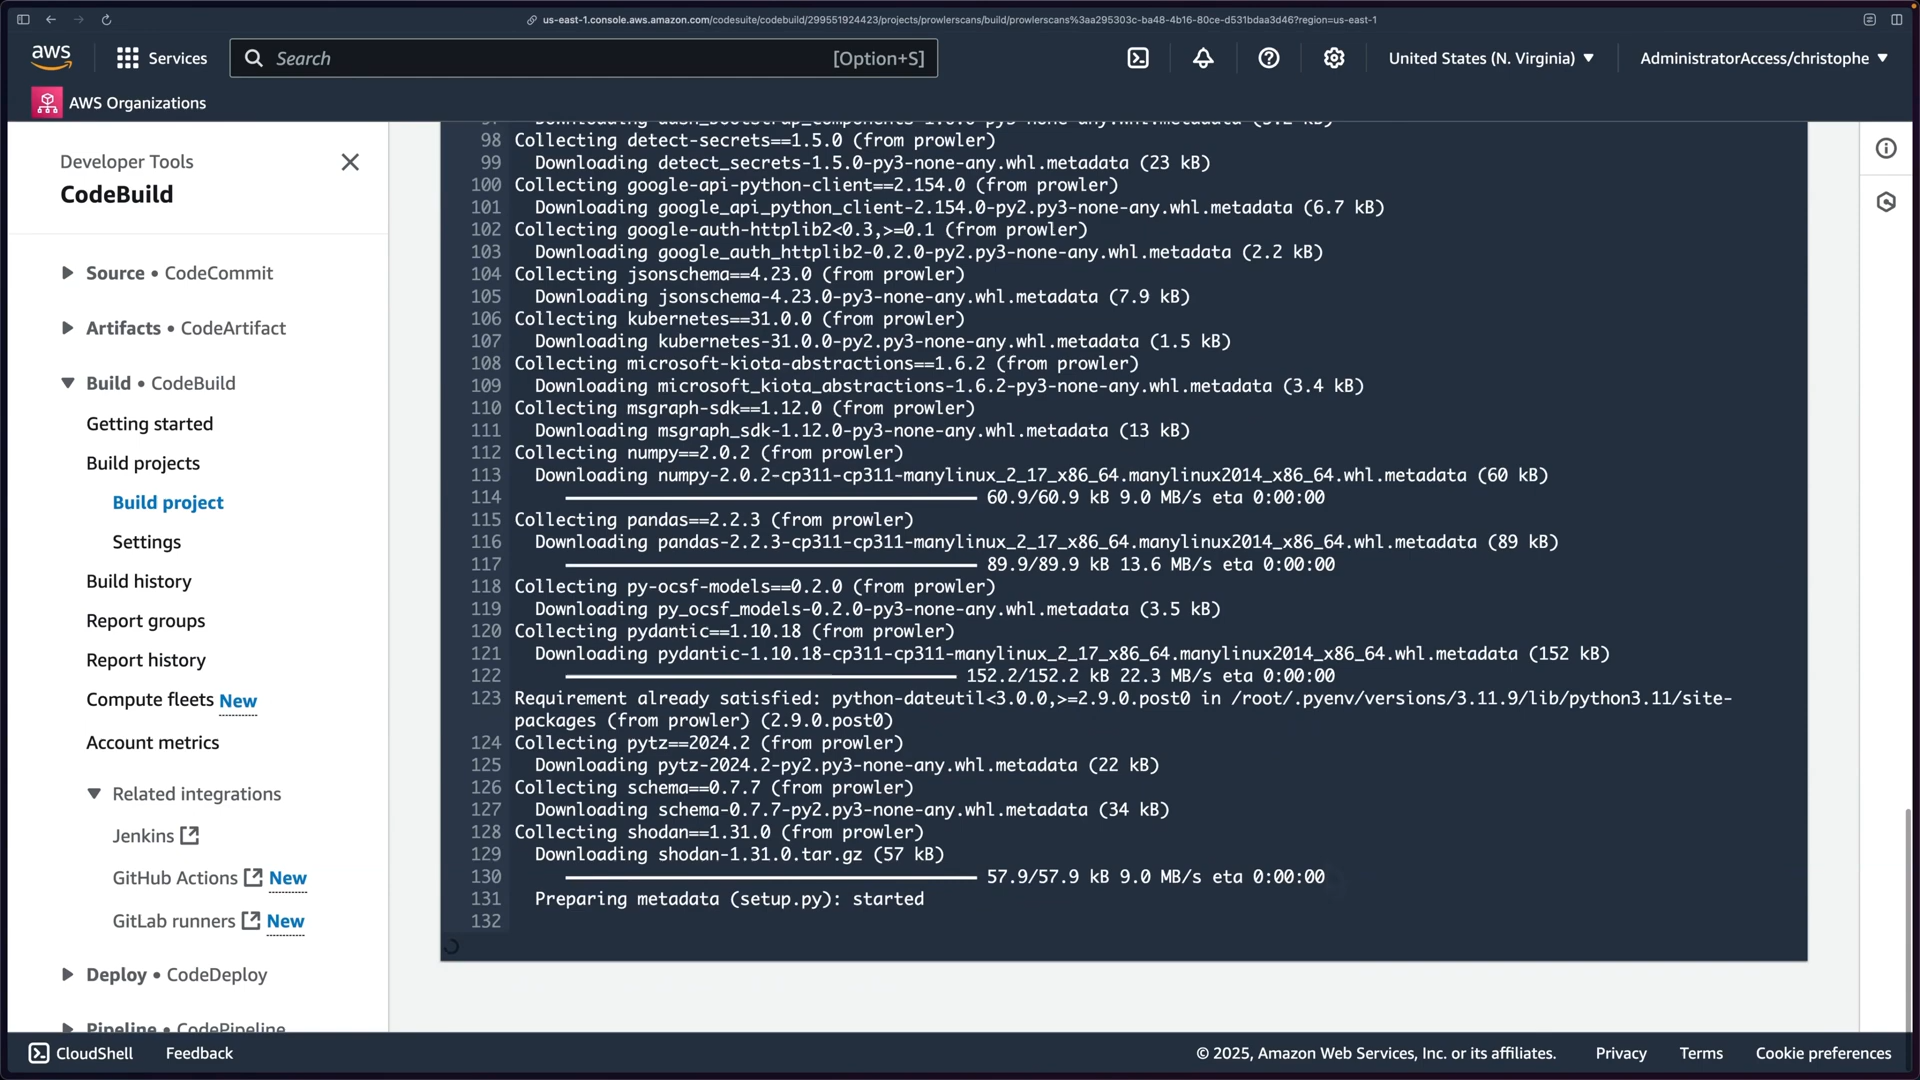 us-east-1.console.aws.amazon.com/codesuite/codebuild/299551924423/projects/prowlerscans/build/prowlerscans%3aa295303c-ba48-4b16-80ce-d531bdaa3d46?region=us-east-1
aws
Services
Search
[Option+S]
United States (N. Virginia)
AdministratorAccess/christophe
AWS Organizations
Developer Tools
CodeBuild
Source • CodeCommit
Artifacts • CodeArtifact
Build • CodeBuild
Getting started
Build projects
Build project
Settings
Build history
Report groups
Report history
Compute fleets New
Account metrics
Related integrations
Jenkins
GitHub Actions New
GitLab runners New
Deploy • CodeDeploy
Pipeline • CodePipeline
97 Downloading dash_bootstrap_components-1.6.0-py3-none-any.whl.metadata (5.2 kB)
98 Collecting detect-secrets==1.5.0 (from prowler)
99 Downloading detect_secrets-1.5.0-py3-none-any.whl.metadata (23 kB)
100 Collecting google-api-python-client==2.154.0 (from prowler)
101 Downloading google_api_python_client-2.154.0-py2.py3-none-any.whl.metadata (6.7 kB)
102 Collecting google-auth-httplib2<0.3,>=0.1 (from prowler)
103 Downloading google_auth_httplib2-0.2.0-py2.py3-none-any.whl.metadata (2.2 kB)
104 Collecting jsonschema==4.23.0 (from prowler)
105 Downloading jsonschema-4.23.0-py3-none-any.whl.metadata (7.9 kB)
106 Collecting kubernetes==31.0.0 (from prowler)
107 Downloading kubernetes-31.0.0-py2.py3-none-any.whl.metadata (1.5 kB)
108 Collecting microsoft-kiota-abstractions==1.6.2 (from prowler)
109 Downloading microsoft_kiota_abstractions-1.6.2-py3-none-any.whl.metadata (3.4 kB)
110 Collecting msgraph-sdk==1.12.0 (from prowler)
111 Downloading msgraph_sdk-1.12.0-py3-none-any.whl.metadata (13 kB)
112 Collecting numpy==2.0.2 (from prowler)
113 Downloading numpy-2.0.2-cp311-cp311-manylinux_2_17_x86_64.manylinux2014_x86_64.whl.metadata (60 kB)
114 60.9/60.9 kB 9.0 MB/s eta 0:00:00
115 Collecting pandas==2.2.3 (from prowler)
116 Downloading pandas-2.2.3-cp311-cp311-manylinux_2_17_x86_64.manylinux2014_x86_64.whl.metadata (89 kB)
117 89.9/89.9 kB 13.6 MB/s eta 0:00:00
118 Collecting py-ocsf-models==0.2.0 (from prowler)
119 Downloading py_ocsf_models-0.2.0-py3-none-any.whl.metadata (3.5 kB)
120 Collecting pydantic==1.10.18 (from prowler)
121 Downloading pydantic-1.10.18-cp311-cp311-manylinux_2_17_x86_64.manylinux2014_x86_64.whl.metadata (152 kB)
122 152.2/152.2 kB 22.3 MB/s eta 0:00:00
123 Requirement already satisfied: python-dateutil<3.0.0,>=2.9.0.post0 in /root/.pyenv/versions/3.11.9/lib/python3.11/site-
packages (from prowler) (2.9.0.post0)
124 Collecting pytz==2024.2 (from prowler)
125 Downloading pytz-2024.2-py2.py3-none-any.whl.metadata (22 kB)
126 Collecting schema==0.7.7 (from prowler)
127 Downloading schema-0.7.7-py2.py3-none-any.whl.metadata (34 kB)
128 Collecting shodan==1.31.0 (from prowler)
129 Downloading shodan-1.31.0.tar.gz (57 kB)
130 57.9/57.9 kB 9.0 MB/s eta 0:00:00
131 Preparing metadata (setup.py): started
132
CloudShell
Feedback
© 2025, Amazon Web Services, Inc. or its affiliates.
Privacy
Terms
Cookie preferences